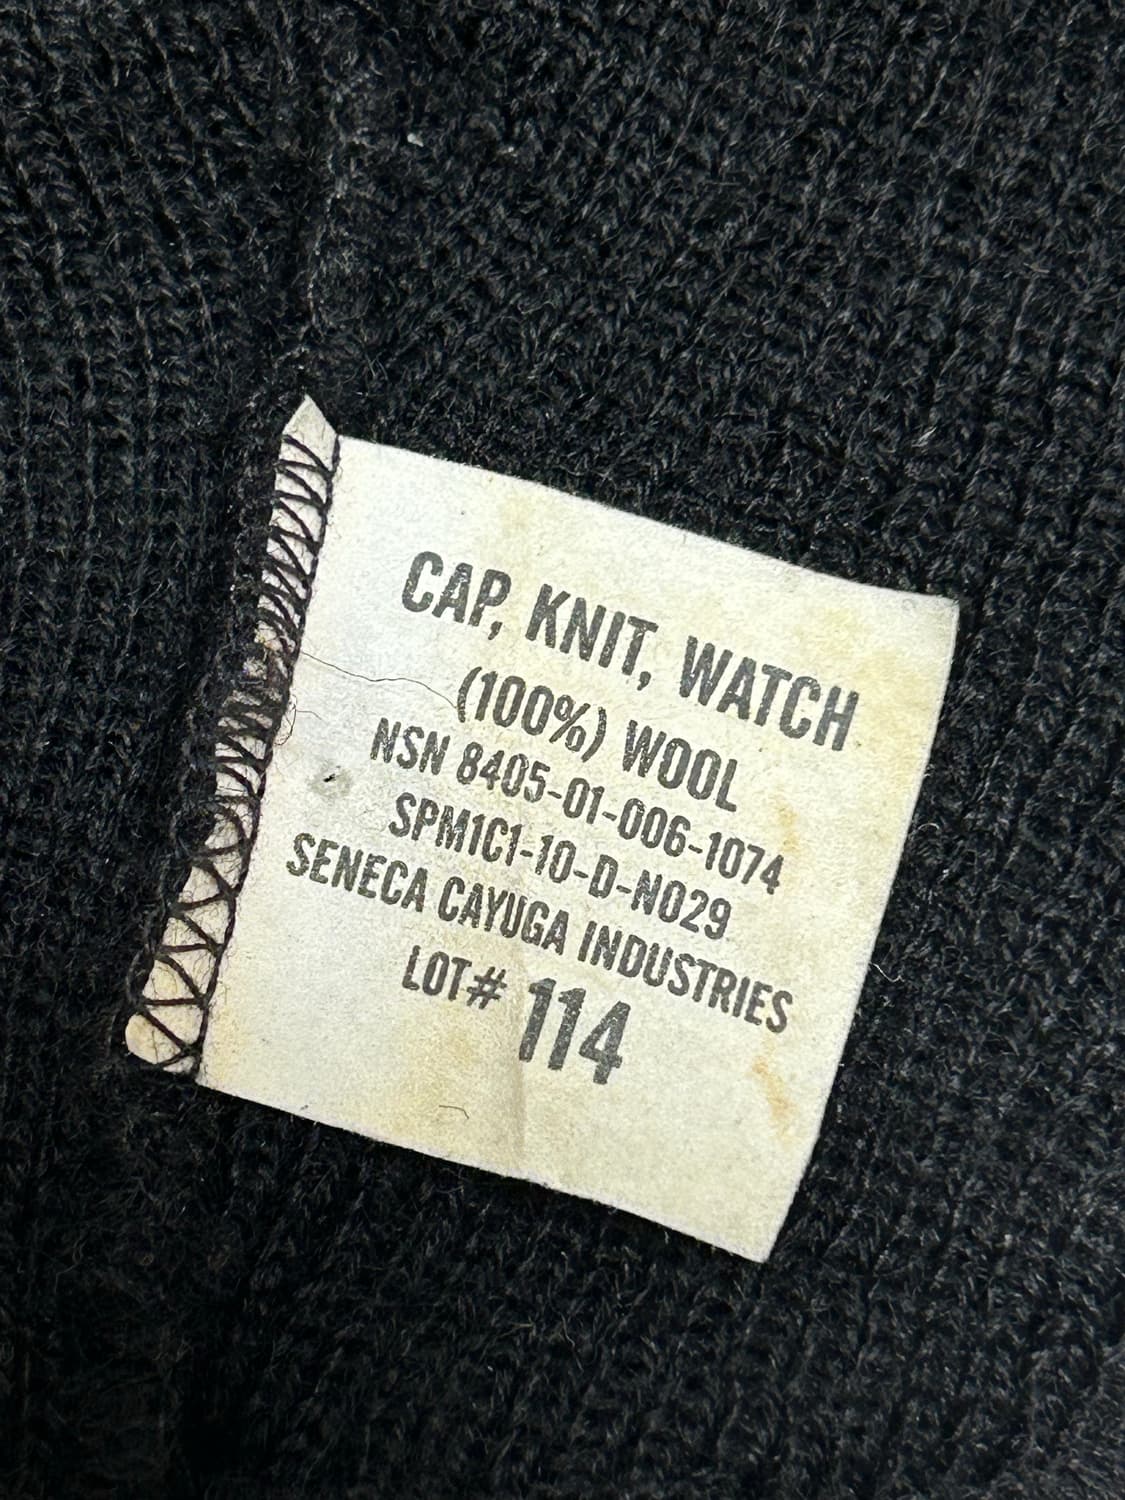 CAP, KNIT, WATCH
(100%) WOOL
NSN 8405-01-006-1074
SPM1C1-10-D-N029
SENECA CAYUGA INDUSTRIES
LOT# 114